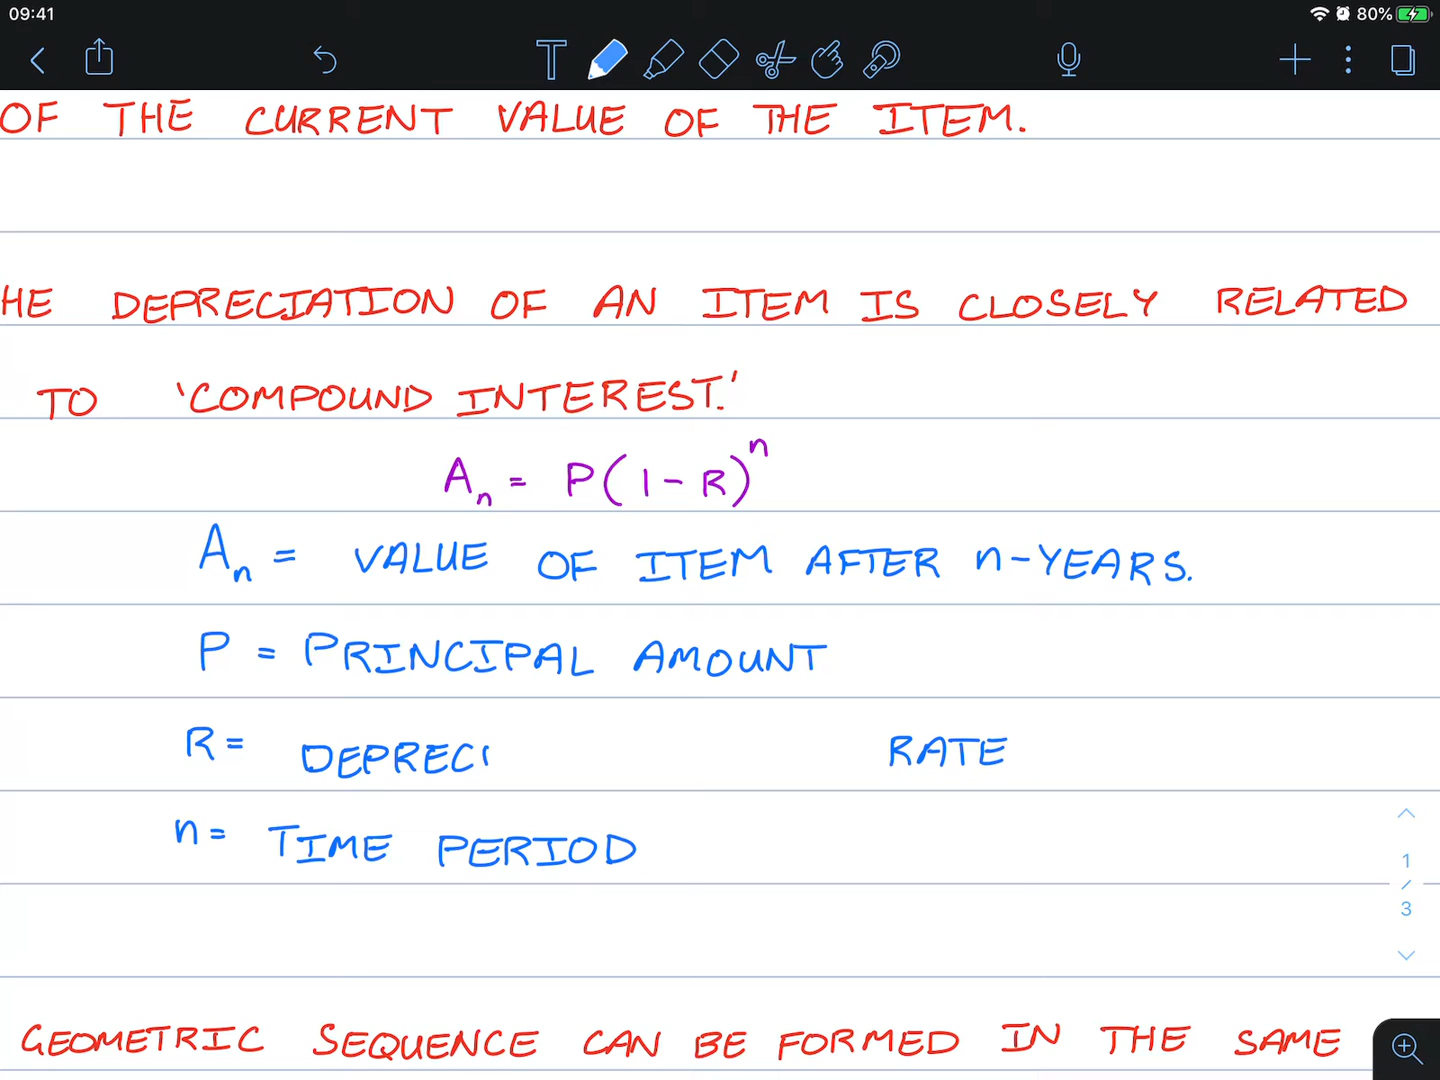 09:41 80%
OF THE CURRENT VALUE OF THE ITEM.
HE DEPRECIATION OF AN ITEM IS CLOSELY RELATED
TO 'COMPOUND INTEREST.'
Aₙ = P(1-R)ⁿ
Aₙ = VALUE OF ITEM AFTER n-YEARS.
P = PRINCIPAL AMOUNT
R = DEPRECI RATE
n = TIME PERIOD
1
/
3
GEOMETRIC SEQUENCE CAN BE FORMED IN THE SAME